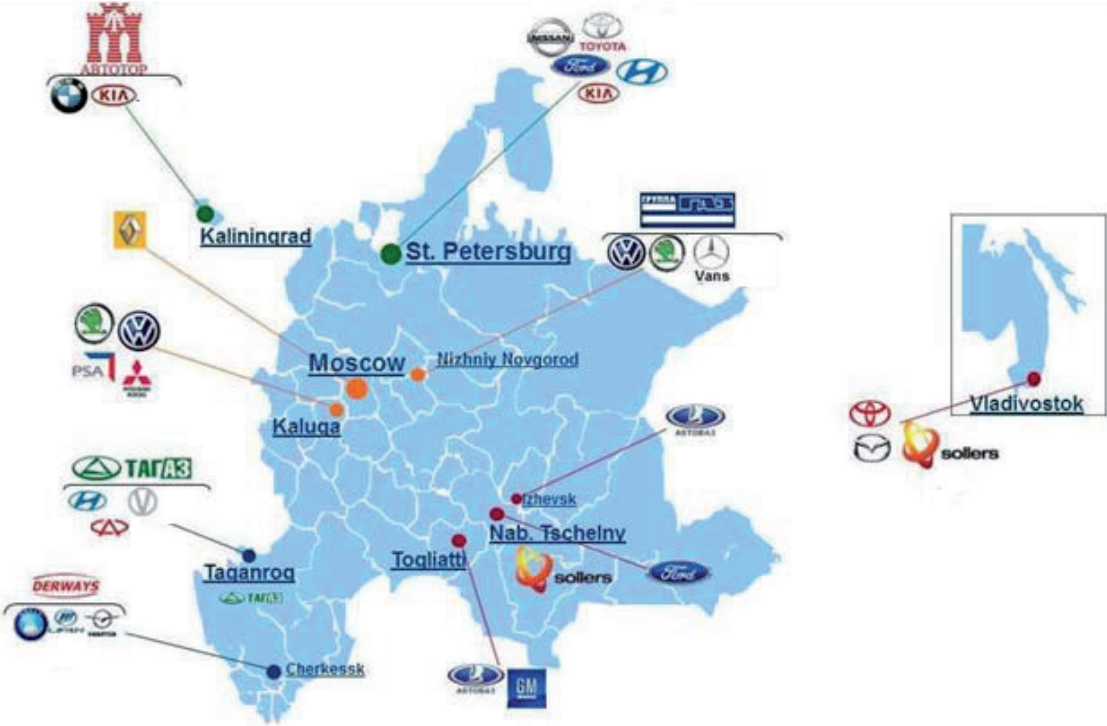 АВТОТОР
KIA
NISSAN
TOYOTA
Ford
KIA
Kaliningrad
St. Petersburg
ГРУППА ГАЗ
Vans
Moscow
Nizhniy Novgorod
PSA
Kaluga
Vladivostok
sollers
АВТОВАЗ
ТАГАЗ
Izhevsk
Nab. Tschelny
Togliatti
sollers
Ford
Taganrog
ТАГАЗ
DERWAYS
LIFAN
Cherkessk
АВТОВАЗ
GM